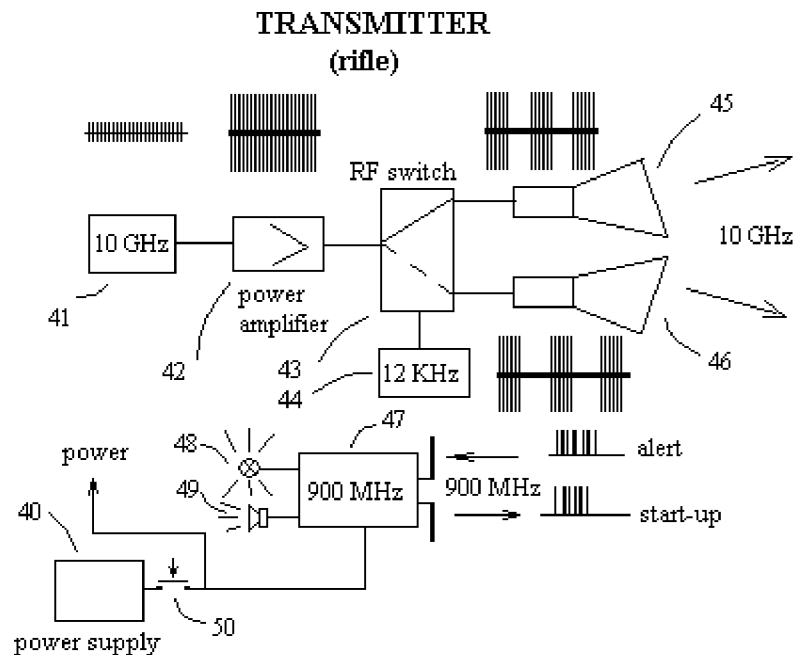 TRANSMITTER
(rifle)
45
RF switch
10 GHz
10 GHz
41
42
power
amplifier
43
44
12 KHz
46
47
48
power
49
900 MHz
900 MHz
alert
start-up
40
50
power supply